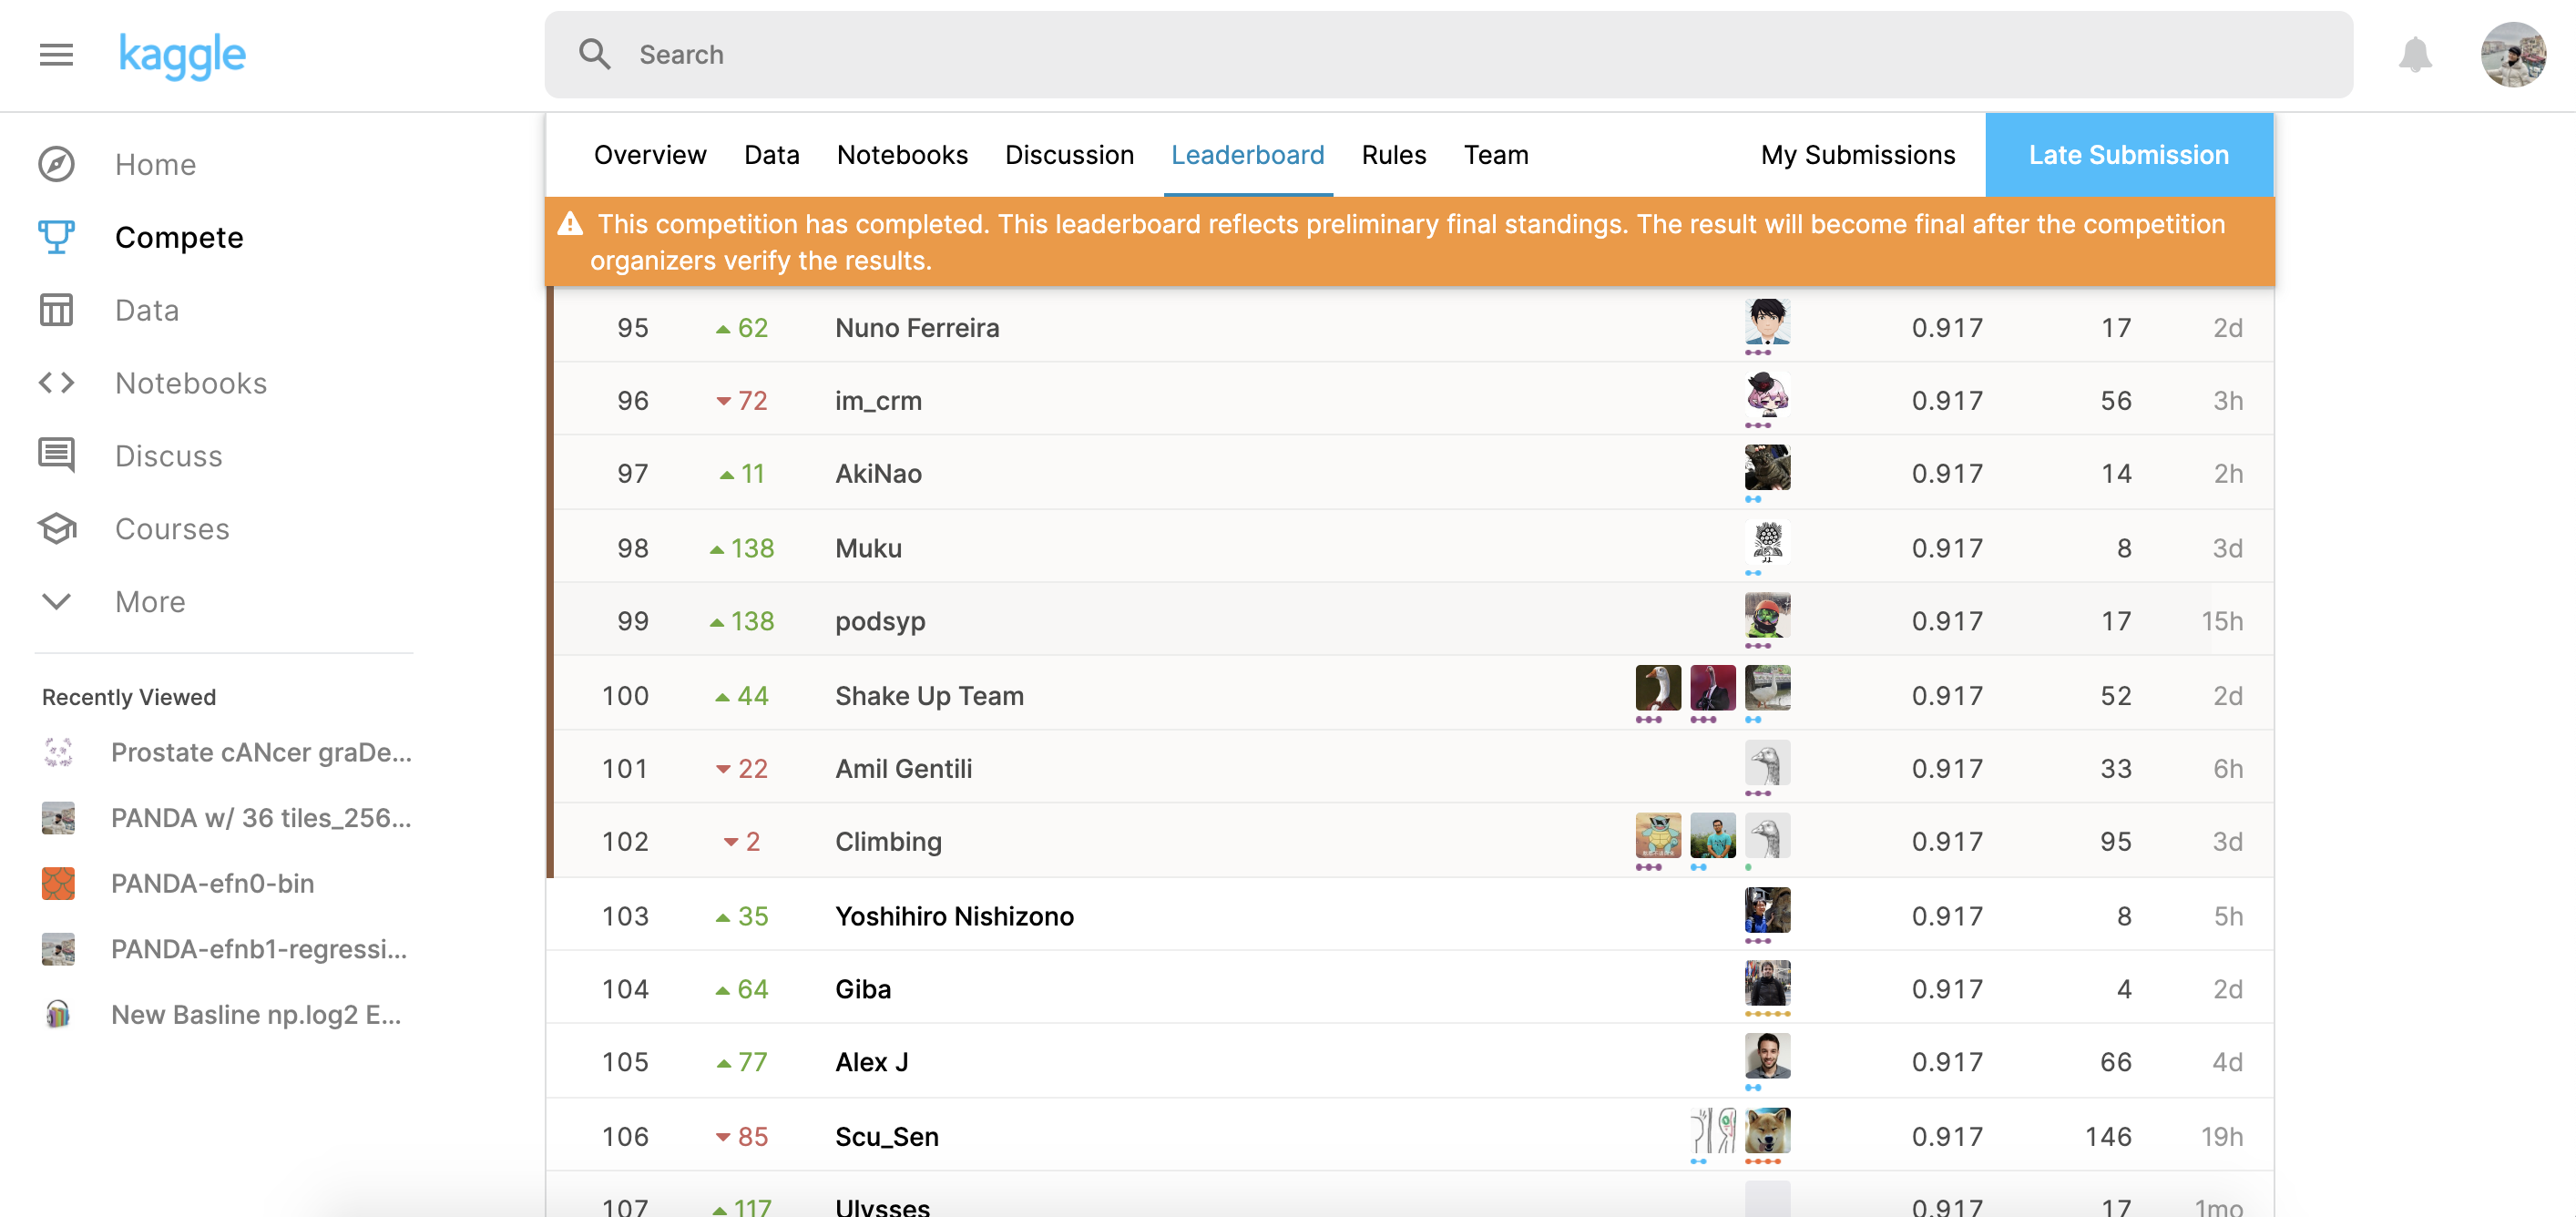 kaggle
Search
Home
Compete
Data
Notebooks
Discuss
Courses
More
Recently Viewed
Prostate cANcer graDe...
PANDA w/ 36 tiles_256...
PANDA-efn0-bin
PANDA-efnb1-regressi...
New Basline np.log2 E...
Overview Data Notebooks Discussion Leaderboard Rules Team My Submissions Late Submission
This competition has completed. This leaderboard reflects preliminary final standings. The result will become final after the competition
organizers verify the results.
95 62 Nuno Ferreira 0.917 17 2d
96 72 im_crm 0.917 56 3h
97 11 AkiNao 0.917 14 2h
98 138 Muku 0.917 8 3d
99 138 podsyp 0.917 17 15h
100 44 Shake Up Team 0.917 52 2d
101 22 Amil Gentili 0.917 33 6h
102 2 Climbing 0.917 95 3d
103 35 Yoshihiro Nishizono 0.917 8 5h
104 64 Giba 0.917 4 2d
105 77 Alex J 0.917 66 4d
106 85 Scu_Sen 0.917 146 19h
107 117 Ulysses 0.917 17 1mo